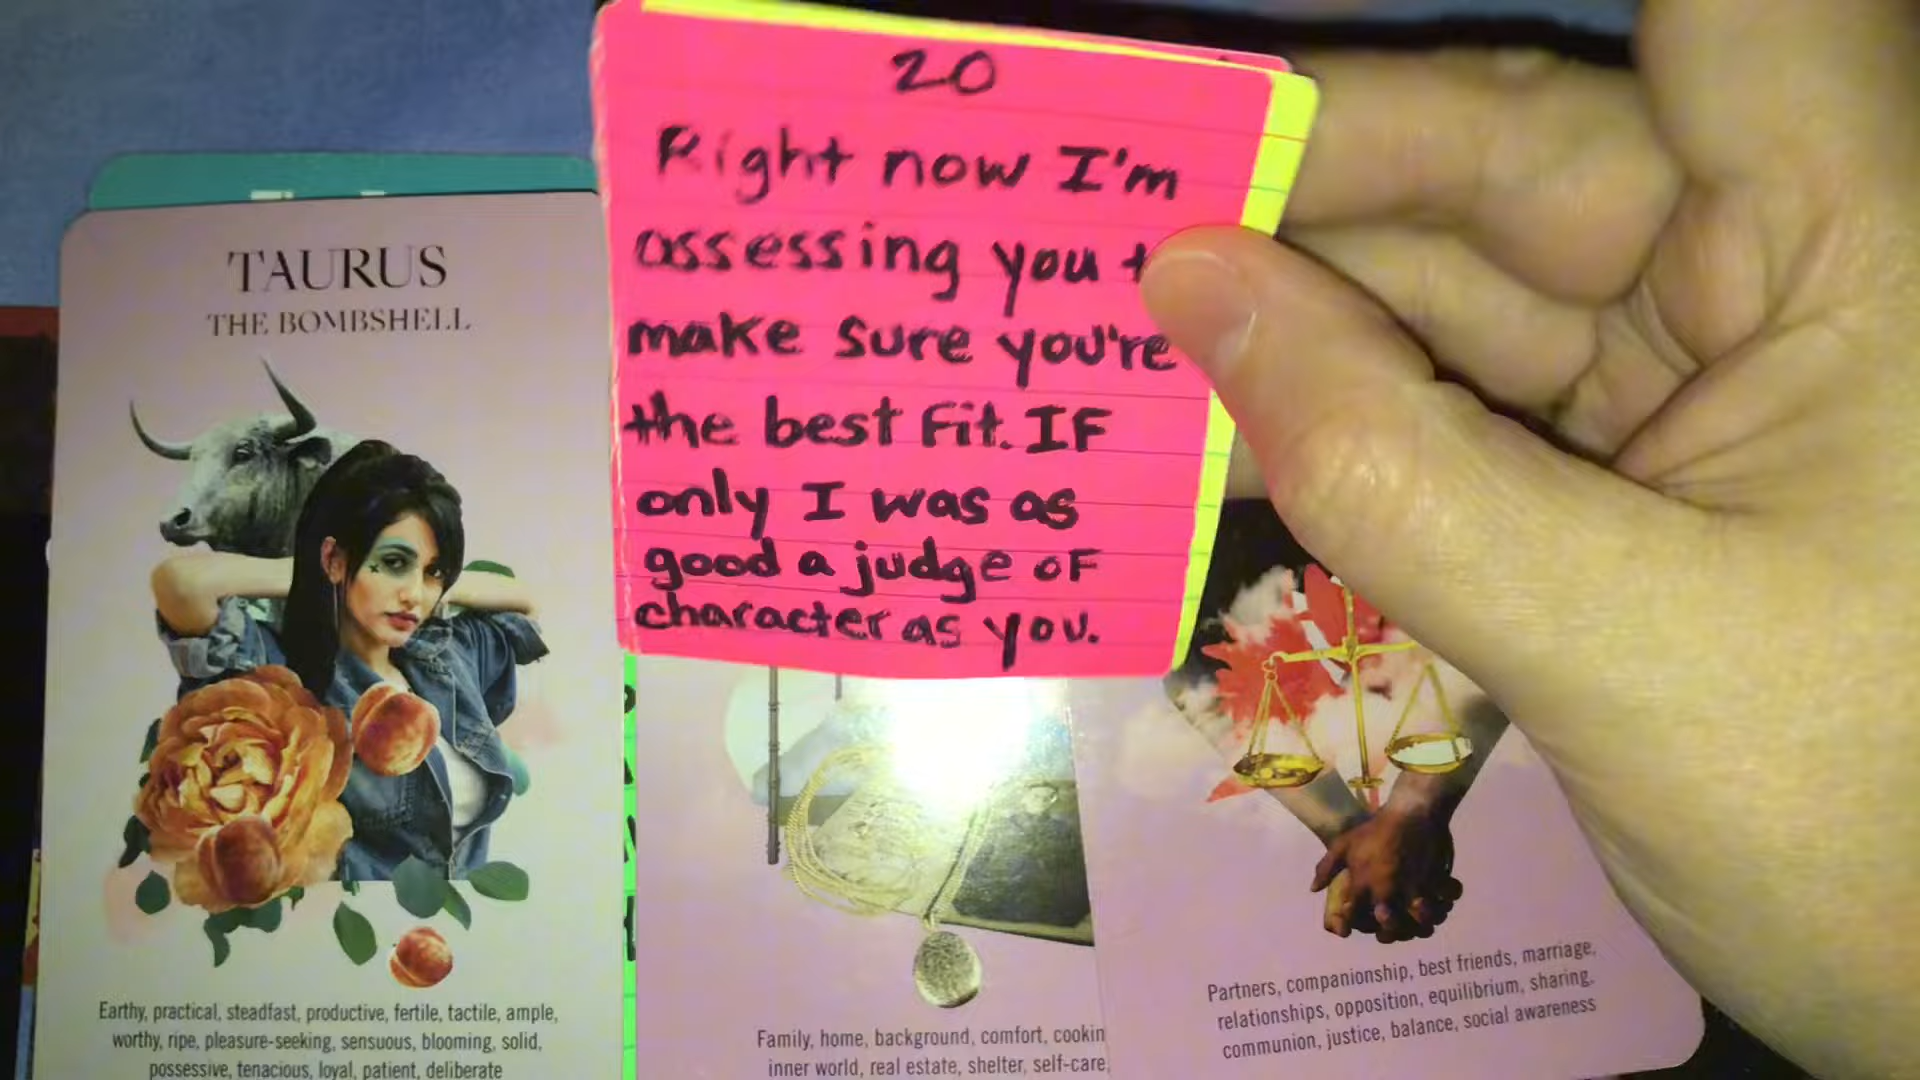 20
Right now I'm
assessing you
make sure you're
the best fit. IF
only I was as
good a judge of
character as you.
TAURUS
THE BOMBSHELL
Earthy, practical, steadfast, productive, fertile, tactile, ample,
worthy, ripe, pleasure-seeking, sensuous, blooming, solid,
possessive, tenacious, loyal, patient, deliberate
Family, home, background, comfort,
inner world, real estate, shelter, self-care,
Partners, companionship, best friends, marriage,
relationships, opposition, equilibrium, sharing,
communion, justice, balance, social awareness